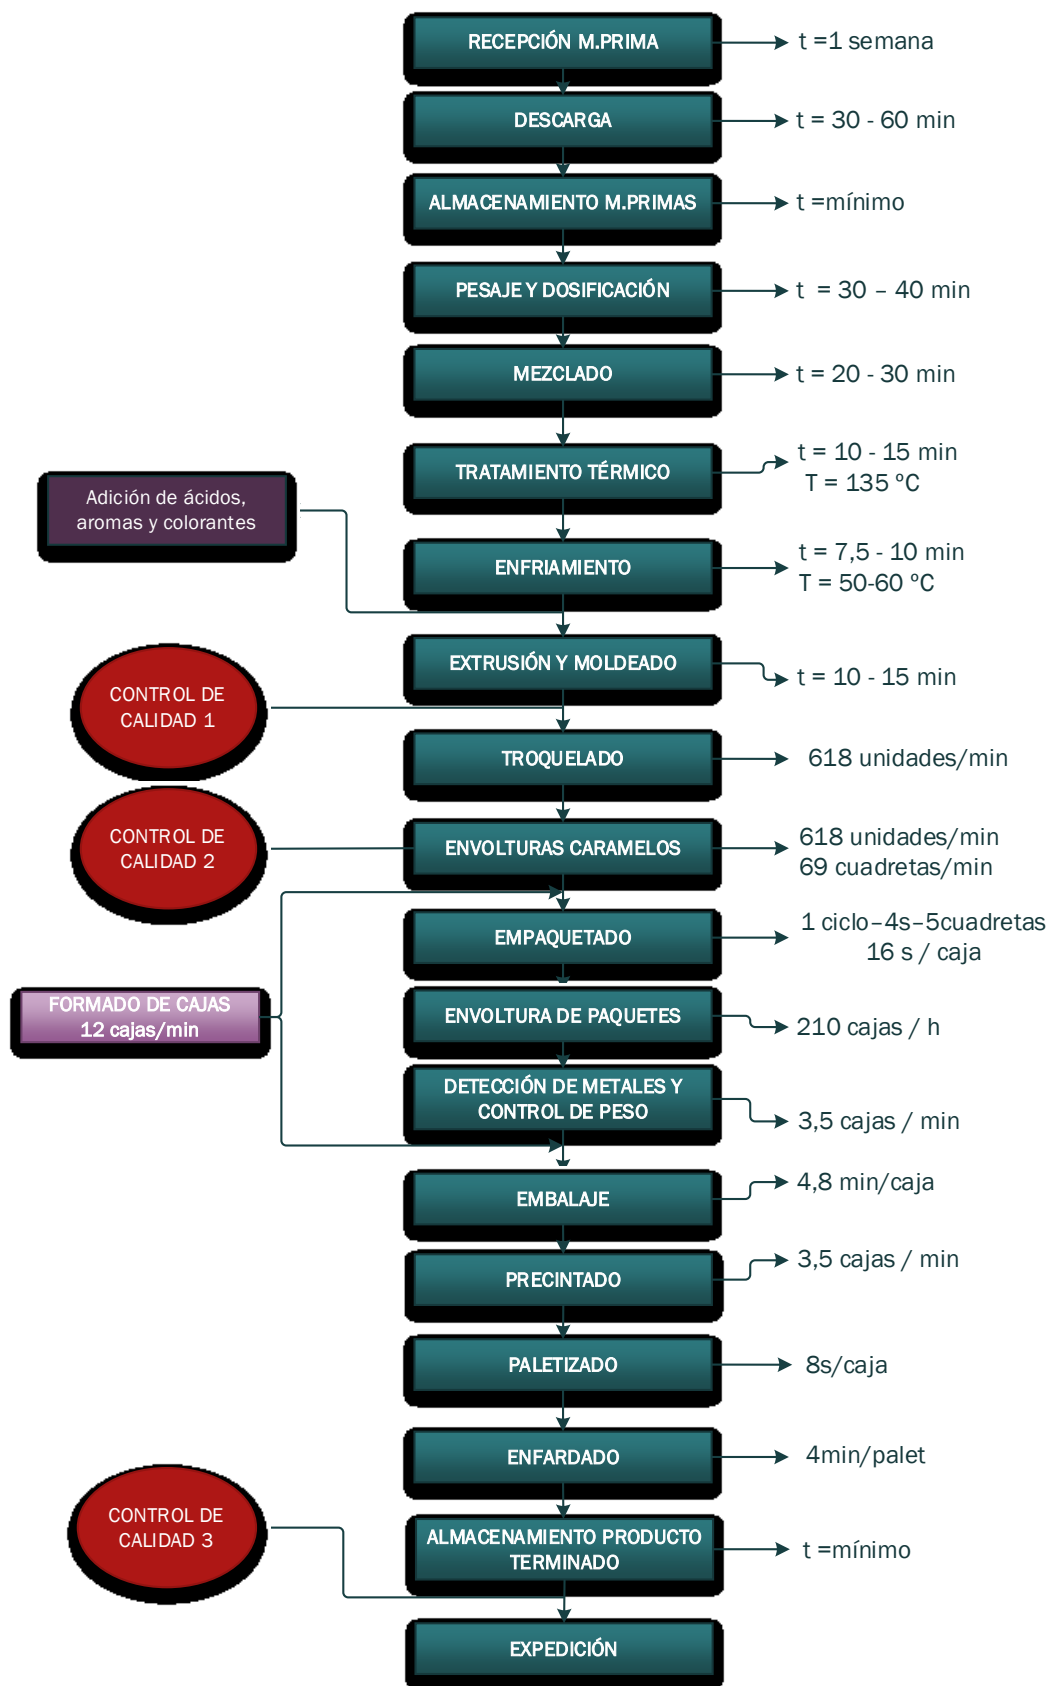 RECEPCIÓN M.PRIMA
t =1 semana
DESCARGA
t = 30 - 60 min
ALMACENAMIENTO M.PRIMAS
t =mínimo
PESAJE Y DOSIFICACIÓN
t = 30 – 40 min
MEZCLADO
t = 20 - 30 min
TRATAMIENTO TÉRMICO
t = 10 - 15 min
T = 135 ºC
Adición de ácidos,
aromas y colorantes
ENFRIAMIENTO
t = 7,5 - 10 min
T = 50-60 ºC
EXTRUSIÓN Y MOLDEADO
t = 10 - 15 min
CONTROL DE
CALIDAD 1
TROQUELADO
618 unidades/min
CONTROL DE
CALIDAD 2
ENVOLTURAS CARAMELOS
618 unidades/min
69 cuadretas/min
EMPAQUETADO
1 ciclo–4s–5cuadretas
16 s / caja
FORMADO DE CAJAS
12 cajas/min
ENVOLTURA DE PAQUETES
210 cajas / h
DETECCIÓN DE METALES Y
CONTROL DE PESO
3,5 cajas / min
EMBALAJE
4,8 min/caja
PRECINTADO
3,5 cajas / min
PALETIZADO
8s/caja
ENFARDADO
4min/palet
CONTROL DE
CALIDAD 3
ALMACENAMIENTO PRODUCTO
TERMINADO
t =mínimo
EXPEDICIÓN